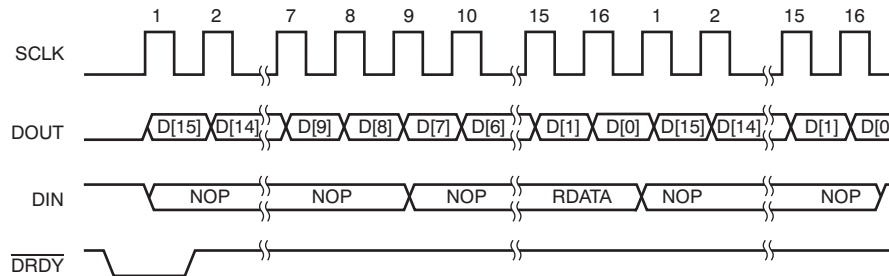 1 2 7 8 9 10 15 16 1 2 15 16
SCLK
DOUT D[15] D[14] D[9] D[8] D[7] D[6] D[1] D[0] D[15] D[14] D[1] D[0
DIN NOP NOP NOP RDATA NOP NOP
DRDY